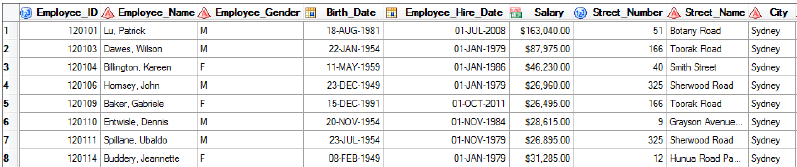 Employee_ID Employee_Name Employee_Gender Birth_Date Employee_Hire_Date Salary Street_Number Street_Name City
1 120101 Lu, Patrick M 18-AUG-1981 01-JUL-2008 $163,040.00 51 Botany Road Sydney
2 120103 Dawes, Wilson M 22-JAN-1954 01-JAN-1979 $87,975.00 166 Toorak Road Sydney
3 120104 Billington, Kareen F 11-MAY-1959 01-JAN-1986 $46,230.00 40 Smith Street Sydney
4 120106 Hornsey, John M 23-DEC-1949 01-JAN-1979 $26,960.00 325 Sherwood Road Sydney
5 120109 Baker, Gabriele F 15-DEC-1991 01-OCT-2011 $26,495.00 166 Toorak Road Sydney
6 120110 Entwisle, Dennis M 20-NOV-1954 01-NOV-1984 $28,615.00 9 Grayson Avenue... Sydney
7 120111 Spillane, Ubaldo M 23-JUL-1954 01-NOV-1979 $26,895.00 325 Sherwood Road Sydney
8 120114 Buddery, Jeannette F 08-FEB-1949 01-JAN-1979 $31,285.00 12 Hunua Road Pa... Sydney